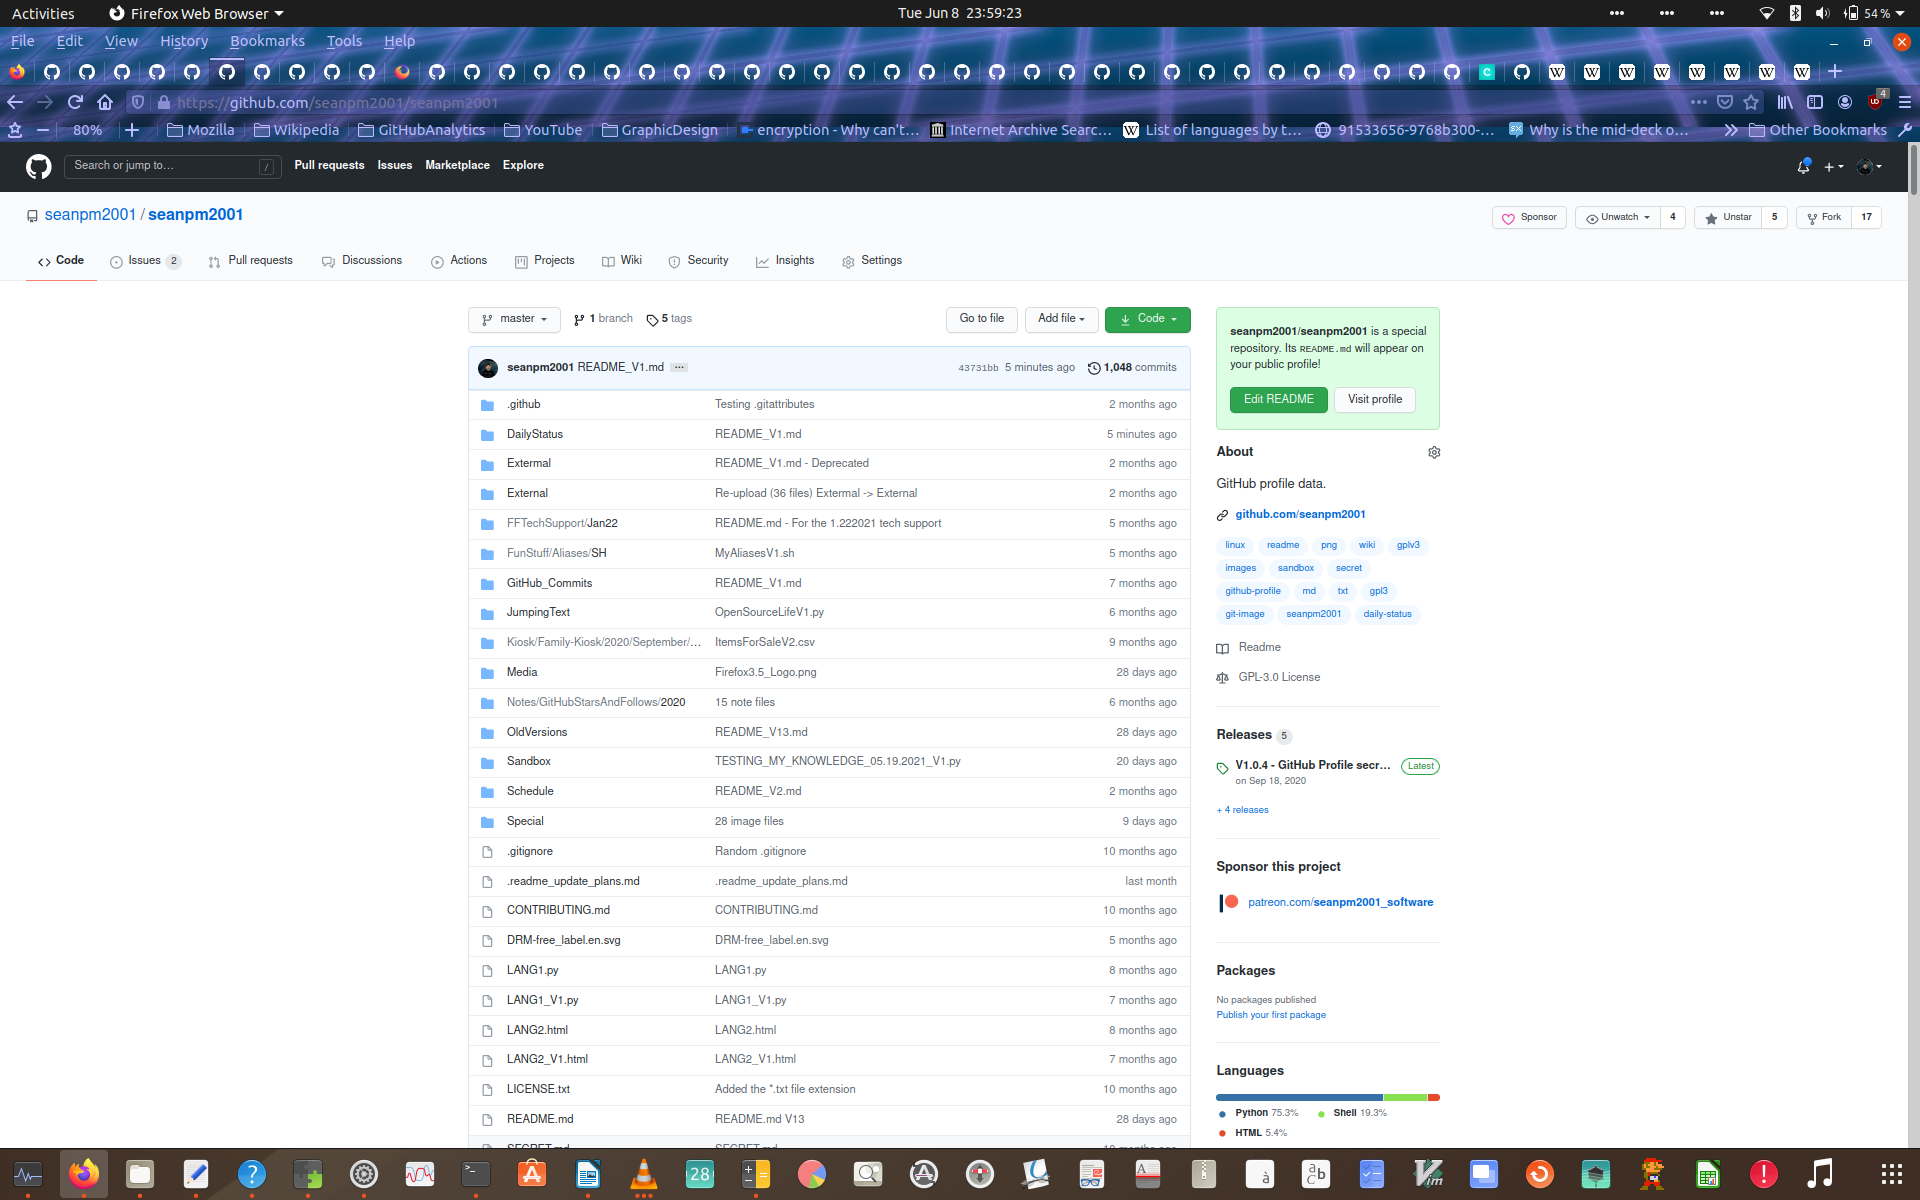 Activities Firefox Web Browser Tue Jun 8 23:59:23 54 %
File Edit View History Bookmarks Tools Help
https://github.com/seanpm2001/seanpm2001 4
80% Mozilla Wikipedia GitHubAnalytics YouTube GraphicDesign encryption - Why can't… Internet Archive Searc… List of languages by t… 91533656-9768b300-… Why is the mid-deck o… Other Bookmarks
Search or jump to… / Pull requests Issues Marketplace Explore
seanpm2001 / seanpm2001 Sponsor Unwatch 4 Unstar 5 Fork 17
Code Issues 2 Pull requests Discussions Actions Projects Wiki Security Insights Settings
master 1 branch 5 tags Go to file Add file Code
seanpm2001 README_V1.md ... 43731bb 5 minutes ago 1,048 commits
.github Testing .gitattributes 2 months ago
DailyStatus README_V1.md 5 minutes ago
Extermal README_V1.md - Deprecated 2 months ago
External Re-upload (36 files) Extermal -> External 2 months ago
FFTechSupport/Jan22 README.md - For the 1.222021 tech support 5 months ago
FunStuff/Aliases/SH MyAliasesV1.sh 5 months ago
GitHub_Commits README_V1.md 7 months ago
JumpingText OpenSourceLifeV1.py 6 months ago
Kiosk/Family-Kiosk/2020/September/… ItemsForSaleV2.csv 9 months ago
Media Firefox3.5_Logo.png 28 days ago
Notes/GitHubStarsAndFollows/2020 15 note files 6 months ago
OldVersions README_V13.md 28 days ago
Sandbox TESTING_MY_KNOWLEDGE_05.19.2021_V1.py 20 days ago
Schedule README_V2.md 2 months ago
Special 28 image files 9 days ago
.gitignore Random .gitignore 10 months ago
.readme_update_plans.md .readme_update_plans.md last month
CONTRIBUTING.md CONTRIBUTING.md 10 months ago
DRM-free_label.en.svg DRM-free_label.en.svg 5 months ago
LANG1.py LANG1.py 8 months ago
LANG1_V1.py LANG1_V1.py 7 months ago
LANG2.html LANG2.html 8 months ago
LANG2_V1.html LANG2_V1.html 7 months ago
LICENSE.txt Added the *.txt file extension 10 months ago
README.md README.md V13 28 days ago
SECRET.md SECRET.md 10 months ago
seanpm2001/seanpm2001 is a special
repository. Its README.md will appear on
your public profile!
Edit README Visit profile
About
GitHub profile data.
github.com/seanpm2001
linux readme png wiki gplv3
images sandbox secret
github-profile md txt gpl3
git-image seanpm2001 daily-status
Readme
GPL-3.0 License
Releases 5
V1.0.4 - GitHub Profile secr… Latest
on Sep 18, 2020
+ 4 releases
Sponsor this project
patreon.com/seanpm2001_software
Packages
No packages published
Publish your first package
Languages
Python 75.3% Shell 19.3%
HTML 5.4%